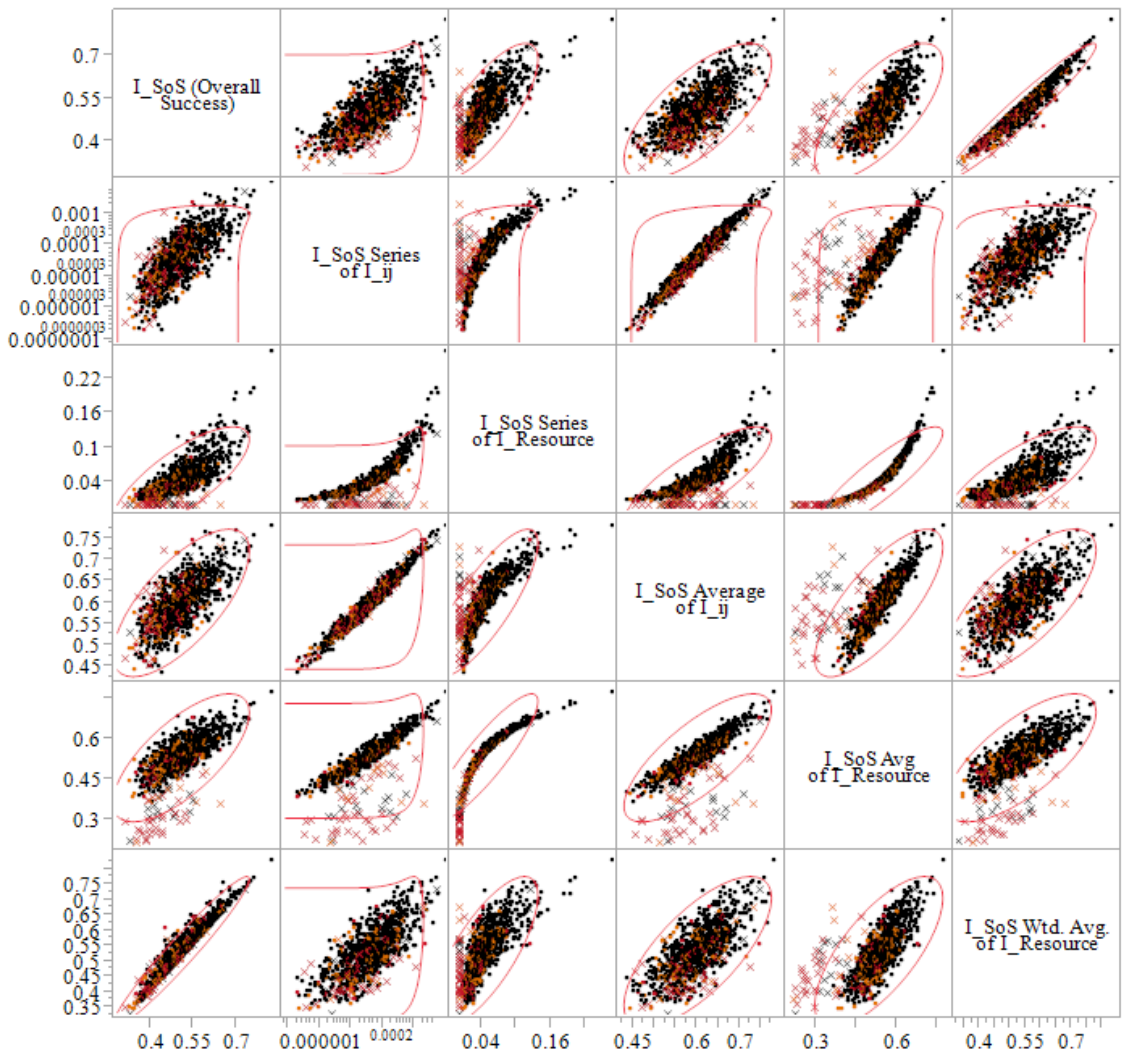 0.7
0.55
0.4
I_SoS (Overall
Success)
0.001
0.0003
0.0001
0.00003
0.00001
0.000003
0.000001
0.0000003
0.0000001
I_SoS Series
of I_ij
0.22
0.16
0.1
0.04
I_SoS Series
of I_Resource
0.75
0.7
0.65
0.6
0.55
0.5
0.45
I_SoS Average
of I_ij
0.6
0.45
0.3
I_SoS Avg
of I_Resource
0.75
0.7
0.65
0.6
0.55
0.5
0.45
0.4
0.35
I_SoS Wtd. Avg.
of I_Resource
0.4 0.55 0.7 0.000001 0.0002 0.04 0.16 0.45 0.6 0.7 0.3 0.6 0.4 0.55 0.7